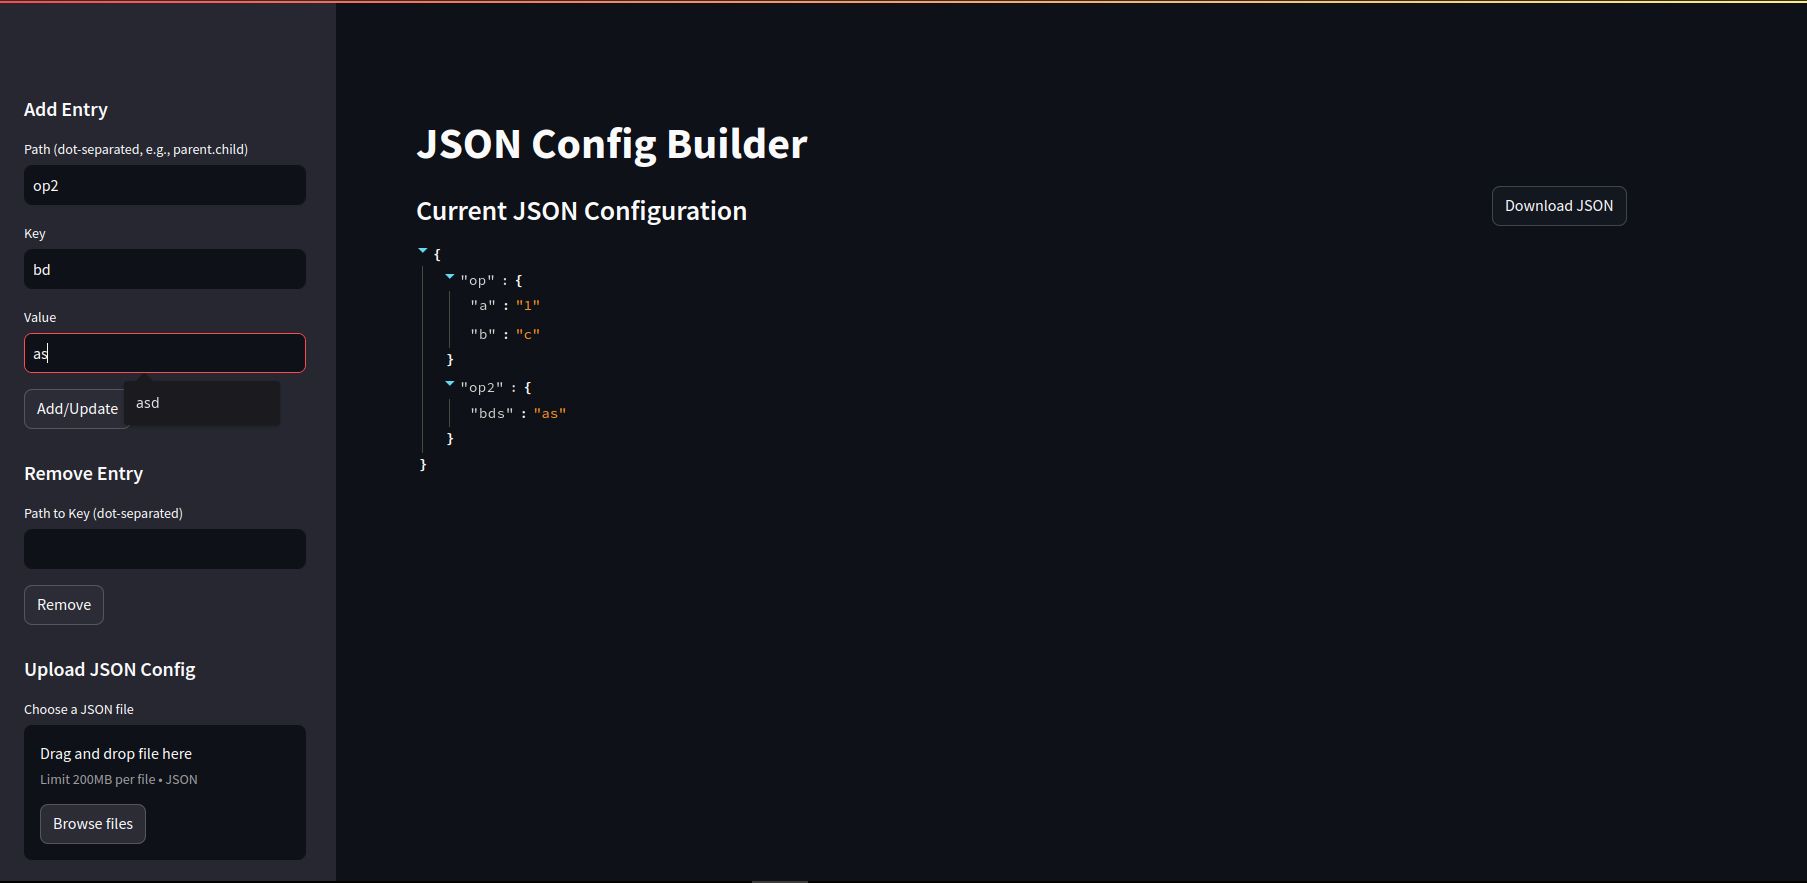 Add Entry
Path (dot-separated, e.g., parent.child)
op2
Key
bd
Value
as
Add/Update
asd
Remove Entry
Path to Key (dot-separated)
Remove
Upload JSON Config
Choose a JSON file
Drag and drop file here
Limit 200MB per file • JSON
Browse files
JSON Config Builder
Current JSON Configuration
Download JSON
{
"op" : {
"a" : "1"
"b" : "c"
}
"op2" : {
"bds" : "as"
}
}